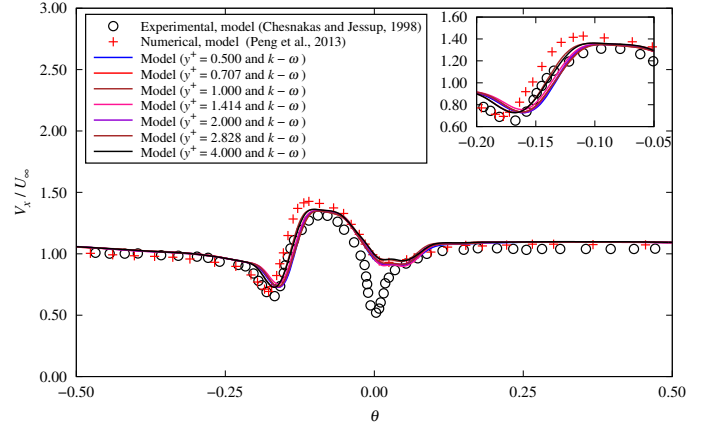 3.00
2.50
2.00
1.50
1.00
0.50
0.00
−0.50
−0.25
0.00
0.25
0.50
V_x / U_∞
θ
Experimental, model (Chesnakas and Jessup, 1998)
Numerical, model (Peng et al., 2013)
Model (y⁺ = 0.500 and k − ω)
Model (y⁺ = 0.707 and k − ω)
Model (y⁺ = 1.000 and k − ω)
Model (y⁺ = 1.414 and k − ω)
Model (y⁺ = 2.000 and k − ω)
Model (y⁺ = 2.828 and k − ω)
Model (y⁺ = 4.000 and k − ω)
1.60
1.40
1.20
1.00
0.80
0.60
−0.20
−0.15
−0.10
−0.05